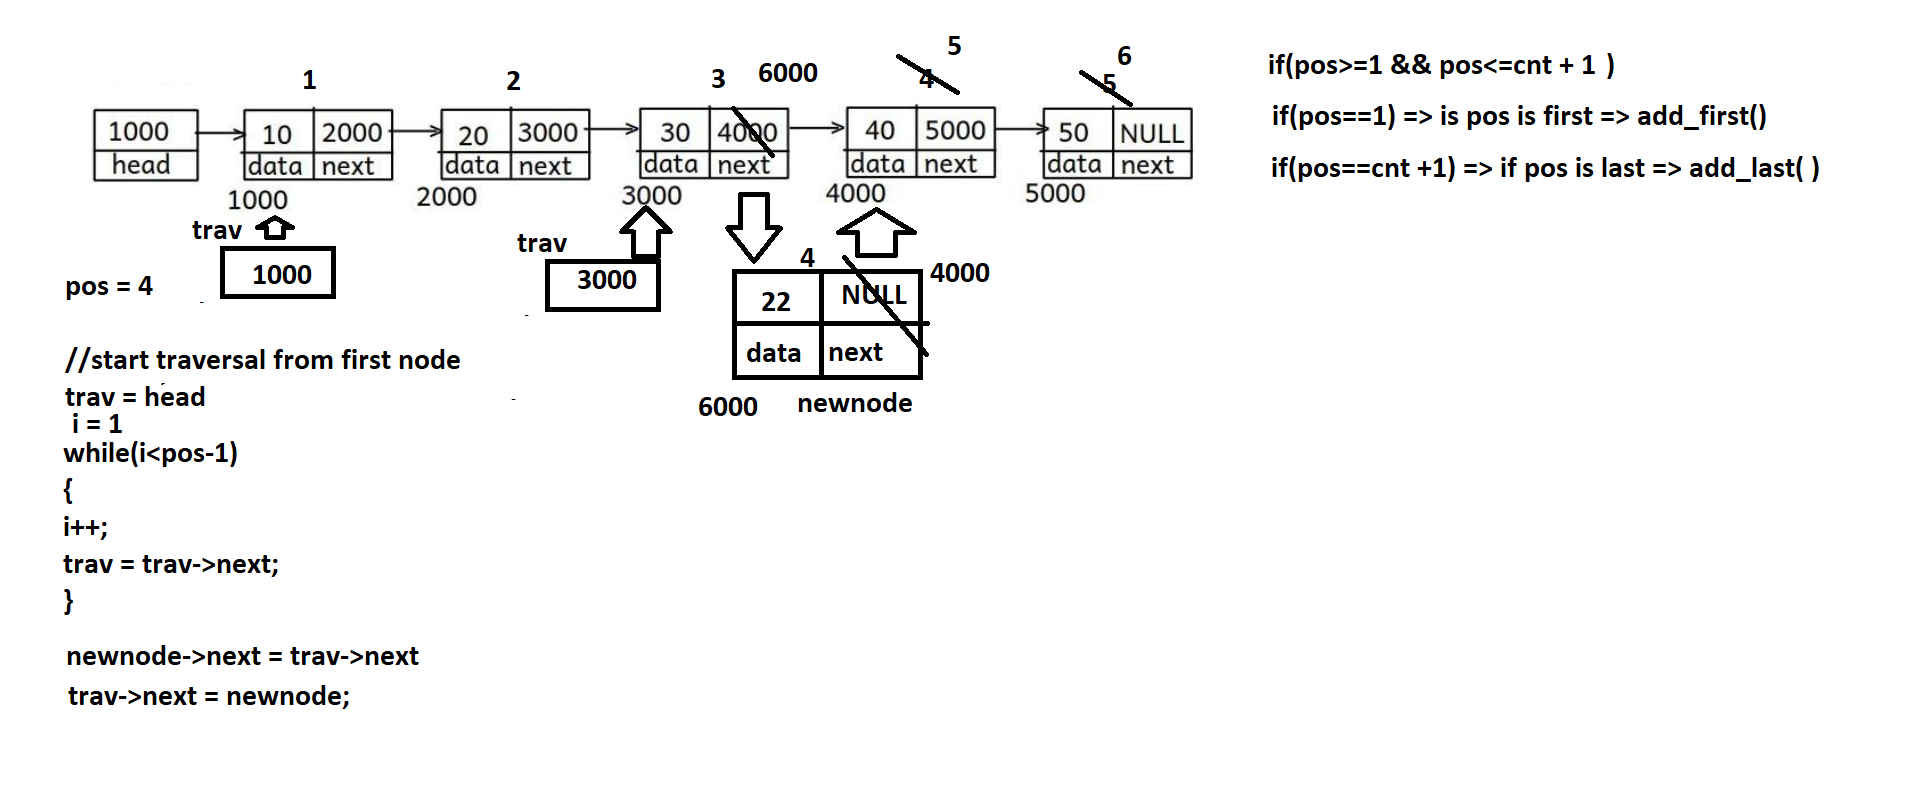 1 2 3 6000 4 5 5 6
1000 10 2000 20 3000 30 4000 40 5000 50 NULL
head data next data next data next data next data next
1000 2000 3000 4000 5000
trav
1000
trav
3000
4
4000
22 NULL
data next
6000 newnode
pos = 4
//start traversal from first node
trav = head
i = 1
while(i<pos-1)
{
i++;
trav = trav->next;
}
newnode->next = trav->next
trav->next = newnode;
if(pos>=1 && pos<=cnt + 1 )
if(pos==1) => is pos is first => add_first()
if(pos==cnt +1) => if pos is last => add_last( )